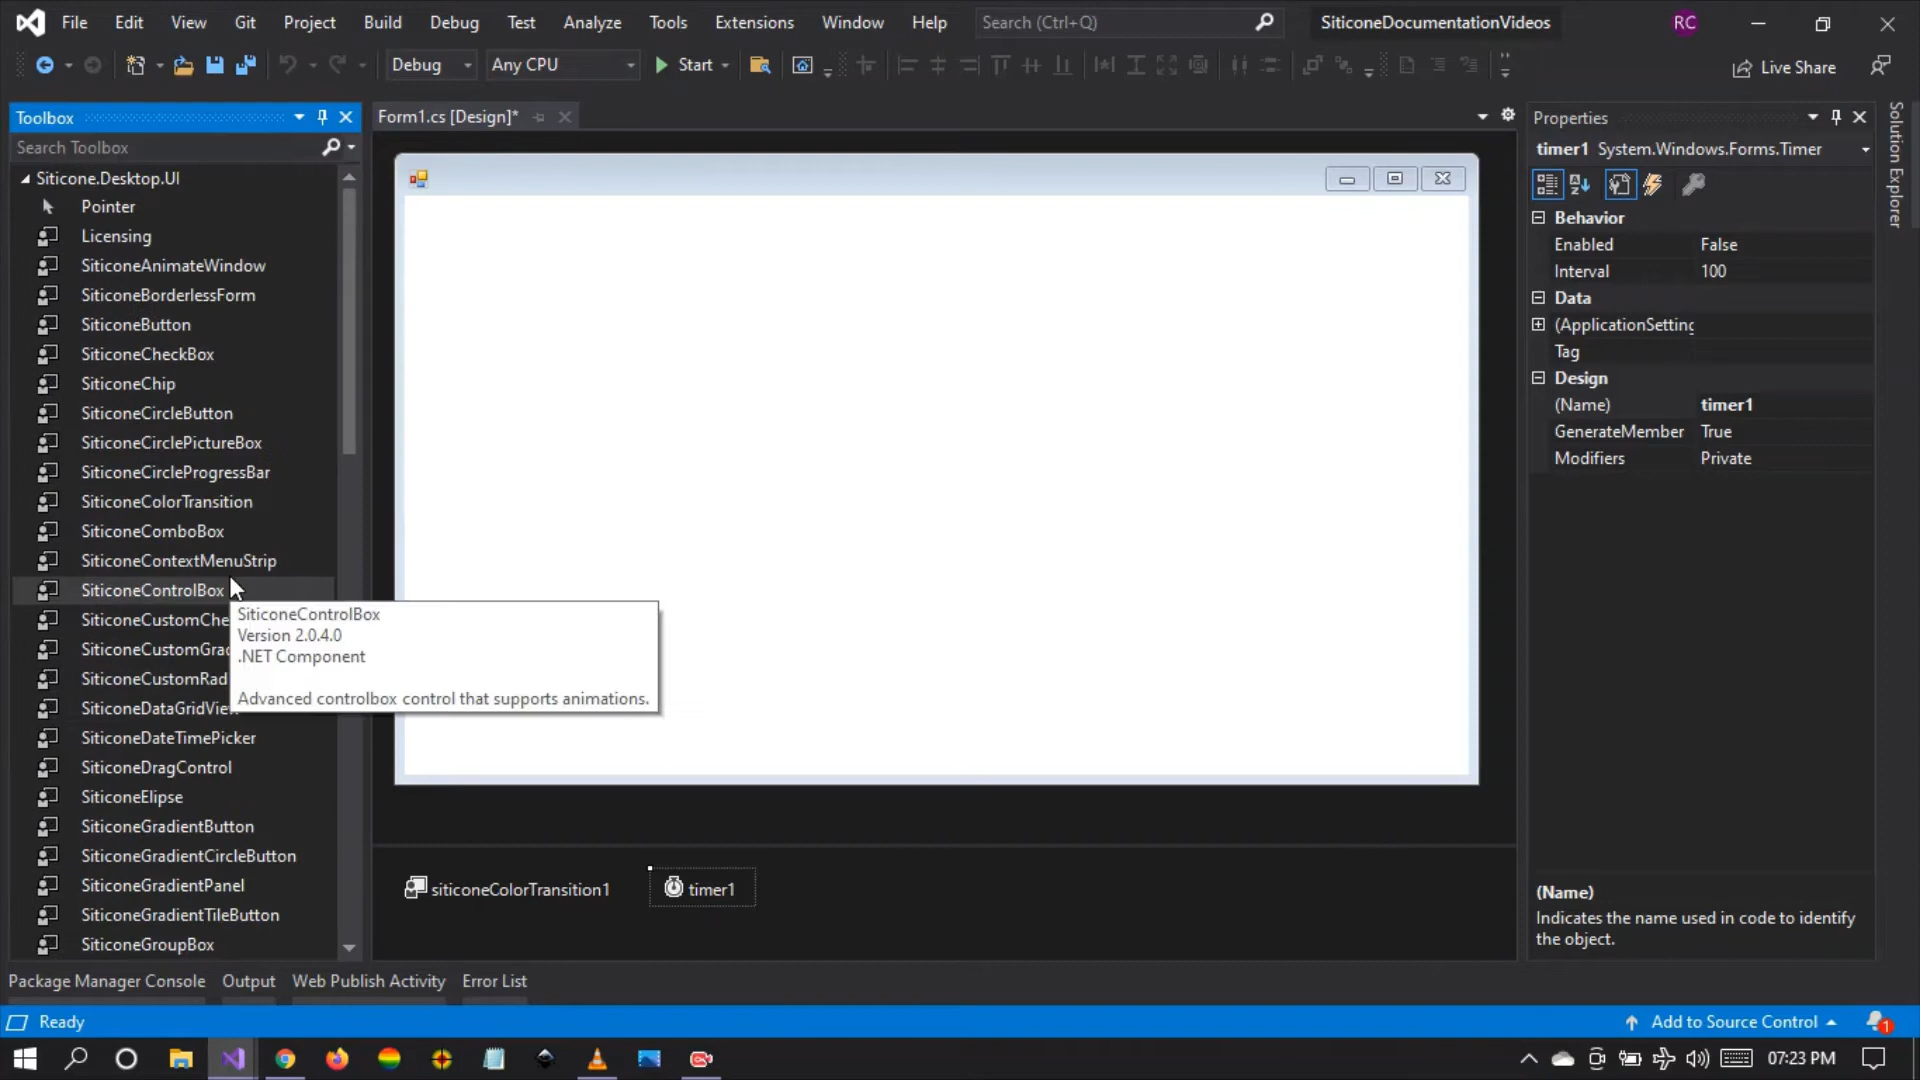 File Edit View Git Project Build Debug Test Analyze Tools Extensions Window Help Search (Ctrl+Q) SiticoneDocumentationVideos RC
Debug Any CPU Start Live Share
Toolbox
Search Toolbox
Siticone.Desktop.UI
Pointer
Licensing
SiticoneAnimateWindow
SiticoneBorderlessForm
SiticoneButton
SiticoneCheckBox
SiticoneChip
SiticoneCircleButton
SiticoneCirclePictureBox
SiticoneCircleProgressBar
SiticoneColorTransition
SiticoneComboBox
SiticoneContextMenuStrip
SiticoneControlBox
SiticoneCustomChe
SiticoneCustomGra
SiticoneCustomRad
SiticoneDataGridView
SiticoneDateTimePicker
SiticoneDragControl
SiticoneElipse
SiticoneGradientButton
SiticoneGradientCircleButton
SiticoneGradientPanel
SiticoneGradientTileButton
SiticoneGroupBox
SiticoneControlBox
Version 2.0.4.0
.NET Component
Advanced controlbox control that supports animations.
Form1.cs [Design]*
siticoneColorTransition1 timer1
Properties
timer1 System.Windows.Forms.Timer
Behavior
Enabled False
Interval 100
Data
(ApplicationSetting
Tag
Design
(Name) timer1
GenerateMember True
Modifiers Private
(Name)
Indicates the name used in code to identify
the object.
Solution Explorer
Package Manager Console Output Web Publish Activity Error List
Ready Add to Source Control 1
07:23 PM